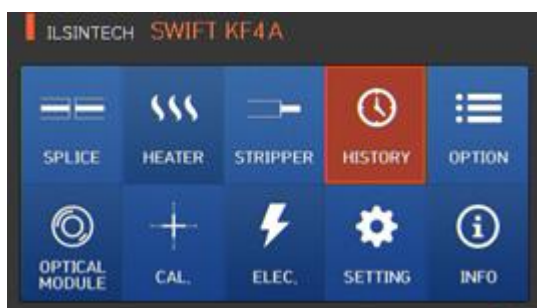 ILSINTECH SWIFT KF4A
SPLICE HEATER STRIPPER HISTORY OPTION
OPTICAL MODULE CAL. ELEC. SETTING INFO